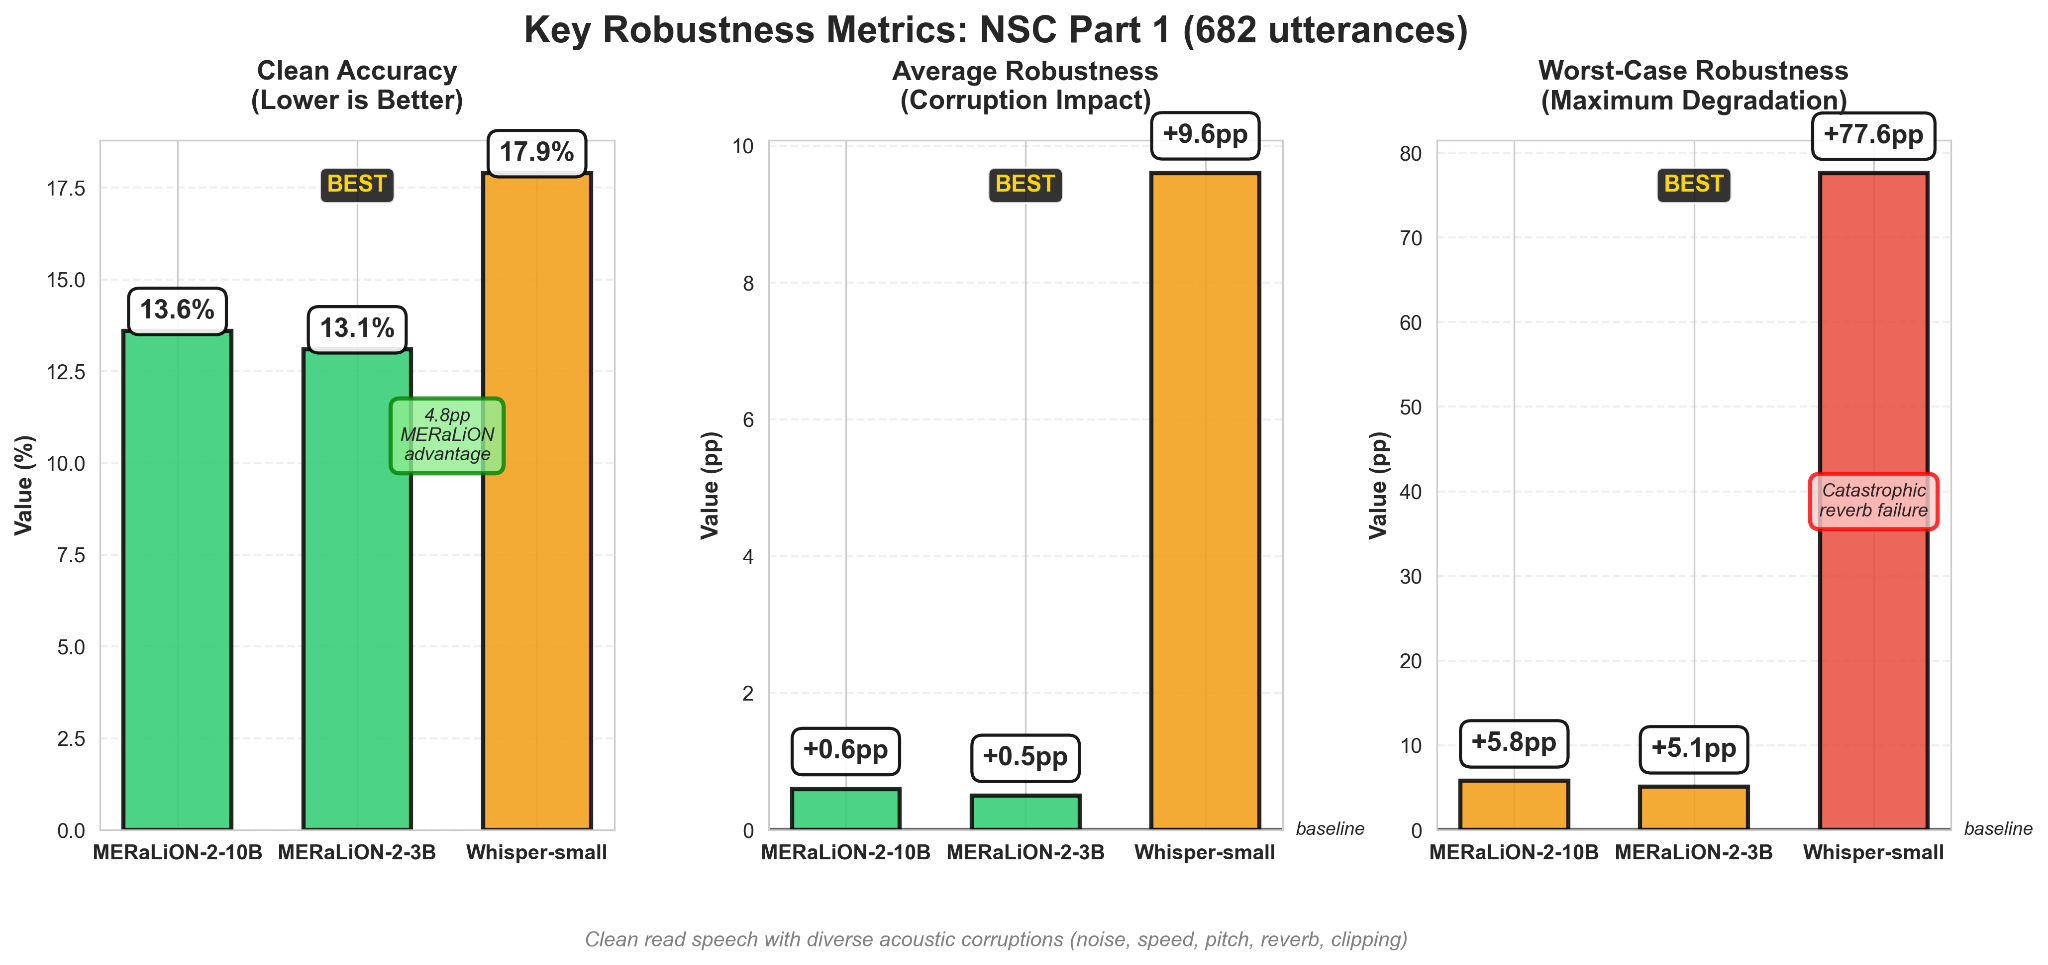 Key Robustness Metrics: NSC Part 1 (682 utterances)
Clean Accuracy
(Lower is Better)
Value (%)
17.5
15.0
12.5
10.0
7.5
5.0
2.5
0.0
13.6%
BEST
13.1%
17.9%
4.8pp
MERaLiON
advantage
MERaLiON-2-10B
MERaLiON-2-3B
Whisper-small
Average Robustness
(Corruption Impact)
Value (pp)
10
8
6
4
2
0
+0.6pp
BEST
+0.5pp
+9.6pp
baseline
MERaLiON-2-10B
MERaLiON-2-3B
Whisper-small
Worst-Case Robustness
(Maximum Degradation)
Value (pp)
80
70
60
50
40
30
20
10
0
+5.8pp
BEST
+5.1pp
+77.6pp
Catastrophic
reverb failure
baseline
MERaLiON-2-10B
MERaLiON-2-3B
Whisper-small
Clean read speech with diverse acoustic corruptions (noise, speed, pitch, reverb, clipping)